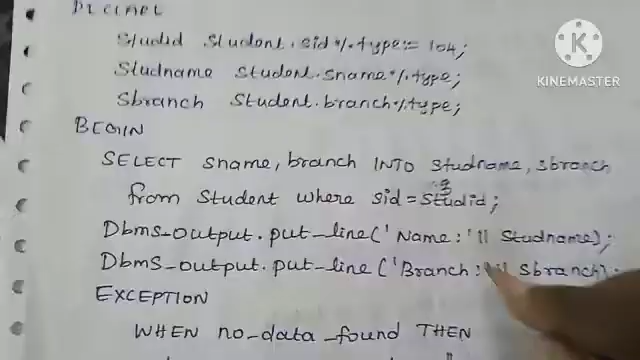 DECLARE
Studid Student.sid%type:=104;
Studname Student.sname%type;
Sbranch Student.branch%type;
BEGIN
SELECT sname, branch INTO studname, sbranch
from Student where sid=studid;
Dbms-output.put-line('Name:'|| Studname);
Dbms-output.put-line('Branch:'|| Sbranch);
EXCEPTION
WHEN no-data-found THEN
KINEMASTER